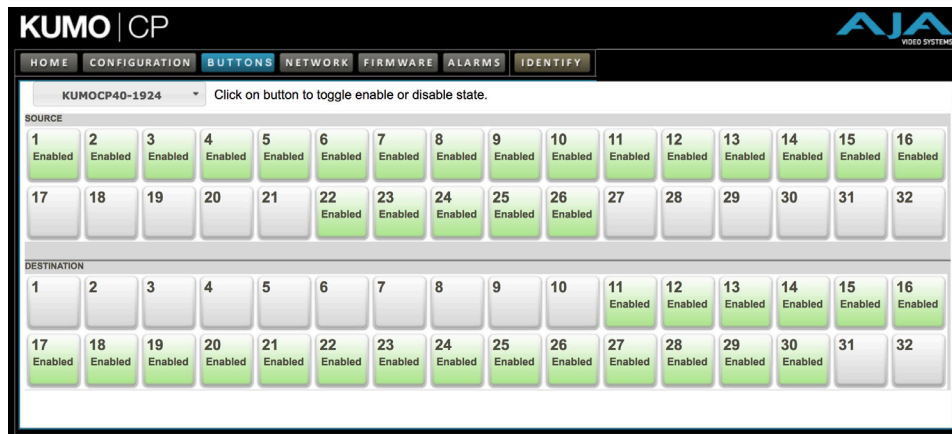 KUMO CP
AJA
VIDEO SYSTEMS
HOME CONFIGURATION BUTTONS NETWORK FIRMWARE ALARMS IDENTIFY
KUMOCP40-1924 Click on button to toggle enable or disable state.
SOURCE
1 2 3 4 5 6 7 8 9 10 11 12 13 14 15 16
Enabled Enabled Enabled Enabled Enabled Enabled Enabled Enabled Enabled Enabled Enabled Enabled Enabled Enabled Enabled Enabled
17 18 19 20 21 22 23 24 25 26 27 28 29 30 31 32
Enabled Enabled Enabled Enabled Enabled
DESTINATION
1 2 3 4 5 6 7 8 9 10 11 12 13 14 15 16
Enabled Enabled Enabled Enabled Enabled Enabled
17 18 19 20 21 22 23 24 25 26 27 28 29 30 31 32
Enabled Enabled Enabled Enabled Enabled Enabled Enabled Enabled Enabled Enabled Enabled Enabled Enabled Enabled